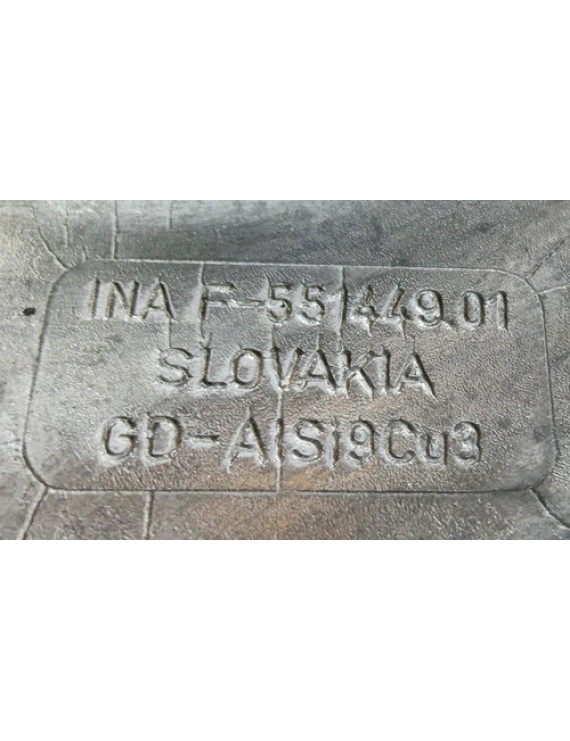 INA F-551449.01
SLOVAKIA
GD-AlSi9Cu3